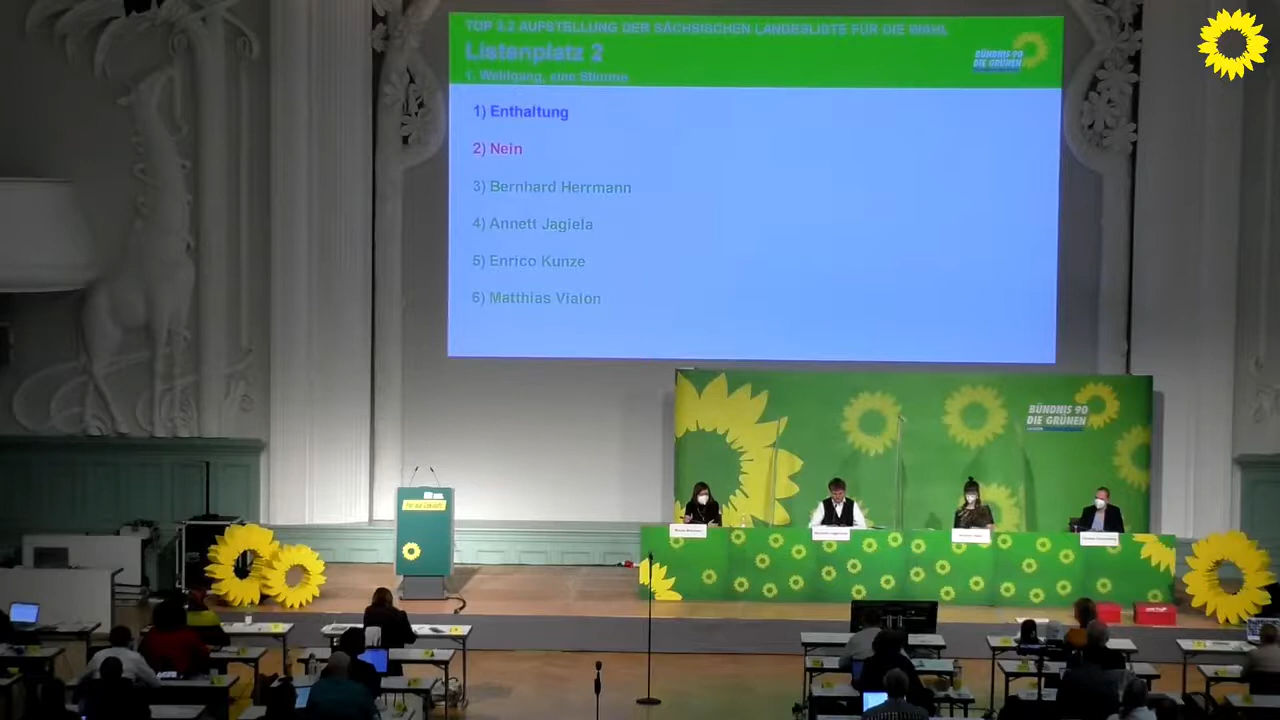 TOP 3.2 AUFSTELLUNG DER SÄCHSISCHEN LANDESLISTE FÜR DIE WAHL
Listenplatz 2
1. Wahlgang, eine Stimme
BÜNDNIS 90
DIE GRÜNEN
1) Enthaltung
2) Nein
3) Bernhard Herrmann
4) Annett Jagiela
5) Enrico Kunze
6) Matthias Vialon
BÜNDNIS 90
DIE GRÜNEN